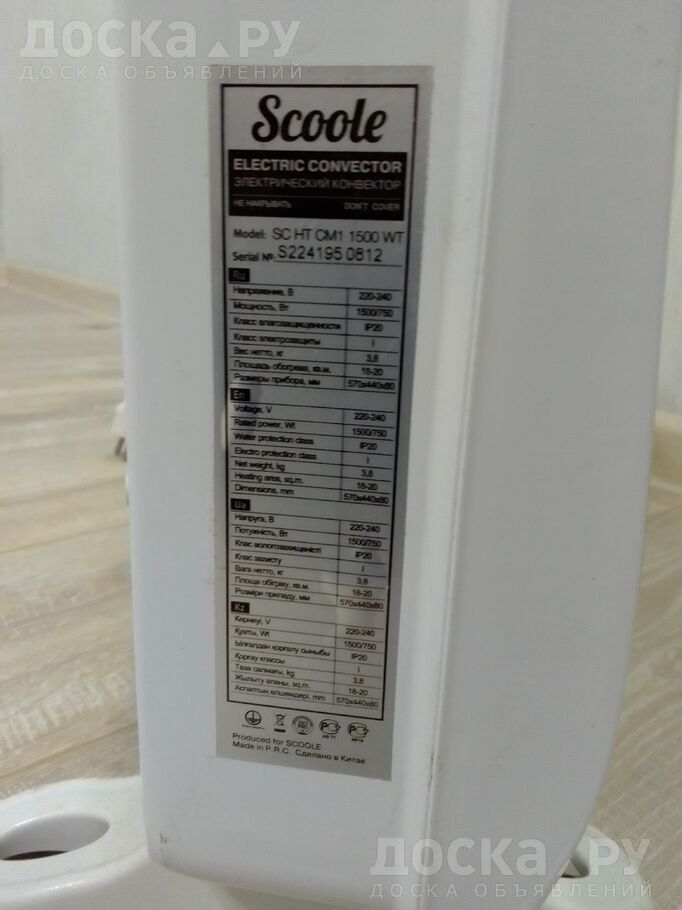 ДОСКА.РУ
ДОСКА ОБЪЯВЛЕНИЙ
Scoole
ELECTRIC CONVECTOR
ЭЛЕКТРИЧЕСКИЙ КОНВЕКТОР
НЕ НАКРЫВАТЬ DON'T COVER
Model: SC HT CM1 1500 WT
Serial № S224195 0812
Ru
Напряжение, В 220-240
Мощность, Вт 1500/750
Класс влагозащищенности IP20
Класс электрозащиты I
Вес нетто, кг 3,8
Площадь обогрева, кв.м. 18-20
Размеры прибора, мм 570x440x80
En
Voltage, V 220-240
Rated power, Wt 1500/750
Water protection class IP20
Electro protection class I
Net weight, kg 3,8
Heating area, sq.m. 18-20
Dimensions, mm 570x440x80
Ua
Напруга, В 220-240
Потужність, Вт 1500/750
Клас вологозахищеності IP20
Клас захисту I
Вага нетто, кг 3,8
Площа обігріву, кв.м. 18-20
Розміри приладу, мм 570x440x80
Kz
Кернеуі, V 220-240
Қуаты, Wt 1500/750
Ылғалдан қорғалу сыныбы IP20
Қорғау классы I
Таза салмағы, kg 3,8
Жылыту аланы, sq.m. 18-20
Аспаптың өлшемдері, mm 570x440x80
Produced for SCOOLE
Made in P.R.C. Сделано в Китае
ДОСКА.РУ
ДОСКА ОБЪЯВЛЕНИЙ